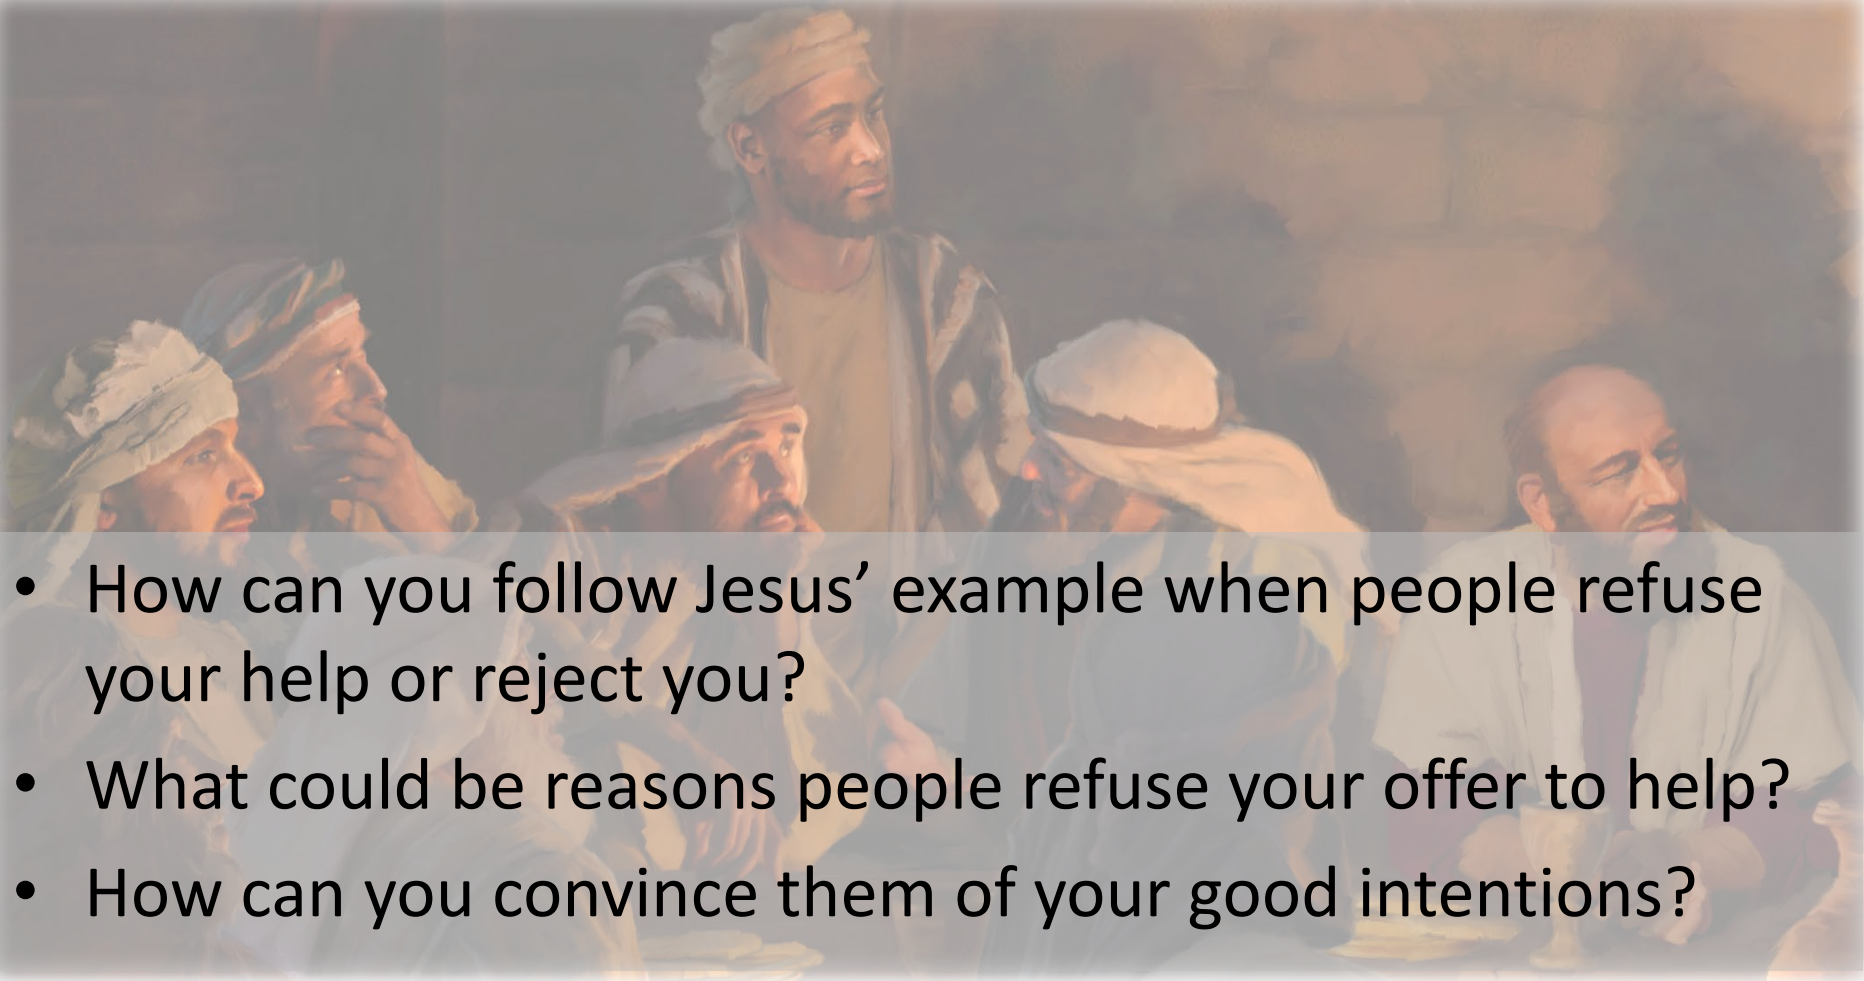 • How can you follow Jesus’ example when people refuse
your help or reject you?
• What could be reasons people refuse your offer to help?
• How can you convince them of your good intentions?